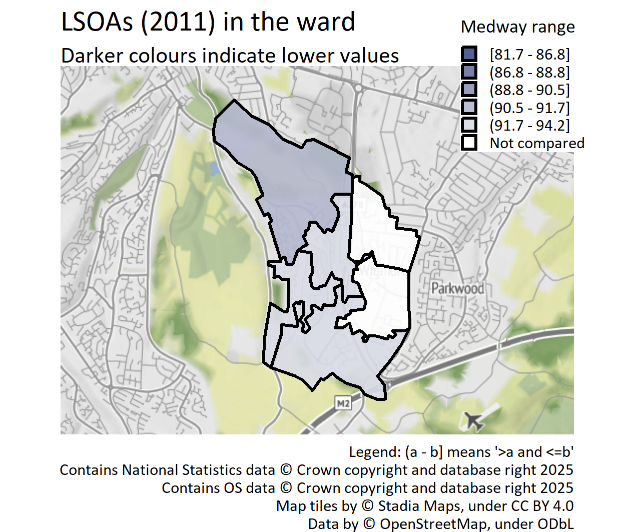 LSOAs (2011) in the ward
Darker colours indicate lower values
Medway range
[81.7 - 86.8]
(86.8 - 88.8]
(88.8 - 90.5]
(90.5 - 91.7]
(91.7 - 94.2]
Not compared
Parkwood
M2
Legend: (a - b] means '>a and <=b'
Contains National Statistics data © Crown copyright and database right 2025
Contains OS data © Crown copyright and database right 2025
Map tiles by © Stadia Maps, under CC BY 4.0
Data by © OpenStreetMap, under ODbL